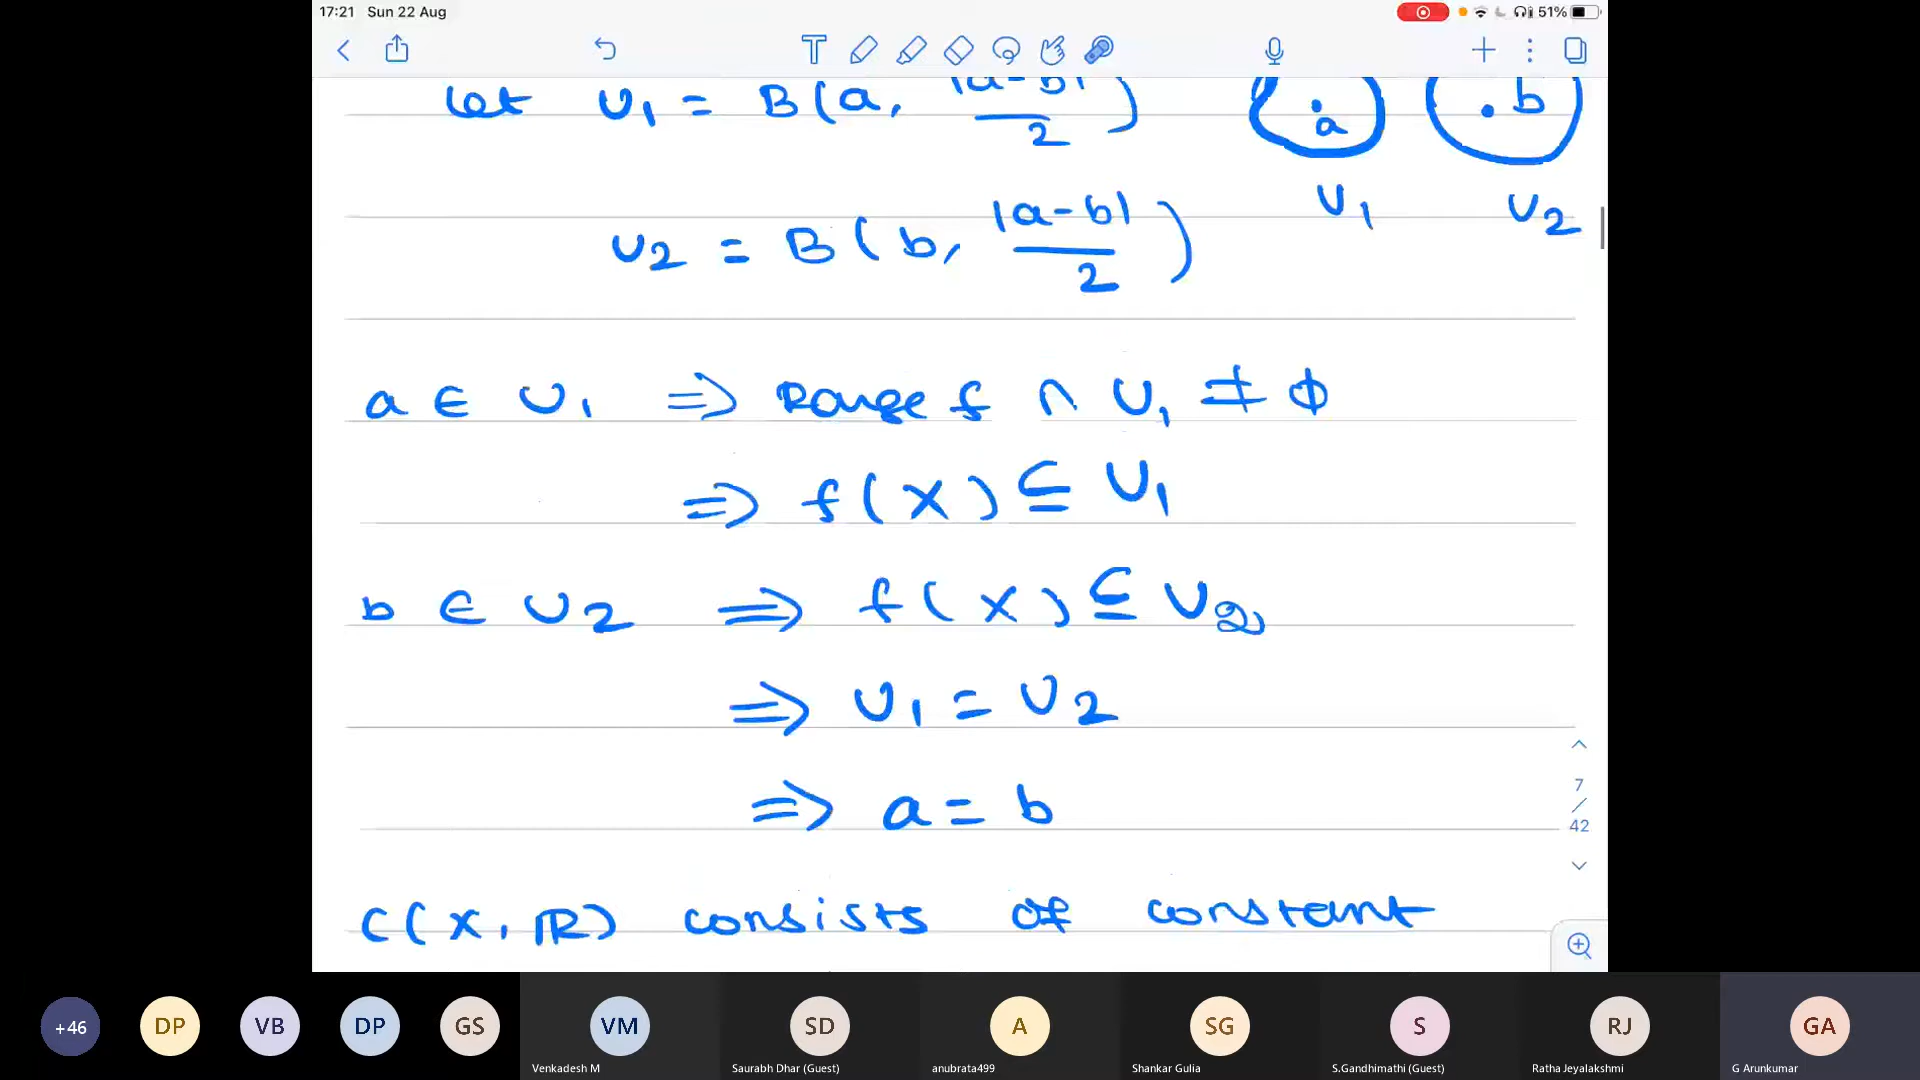 17:21 Sun 22 Aug
51%
T
let U₁ = B(a, |a-b|/2)
a
b
U₁
U₂
U₂ = B(b, |a-b|/2)
a ∈ U₁ ⇒ Range f ∩ U₁ ≠ φ
⇒ f(X) ⊆ U₁
b ∈ U₂ ⇒ f(X) ⊆ U₂
⇒ U₁ = U₂
⇒ a = b
C(X, ℝ) consists of constant
7
/
42
+46
DP
VB
DP
GS
VM
SD
A
SG
S
RJ
GA
Venkadesh M
Saurabh Dhar (Guest)
anubrata499
Shankar Gulia
S.Gandhimathi (Guest)
Ratha Jeyalakshmi
G Arunkumar